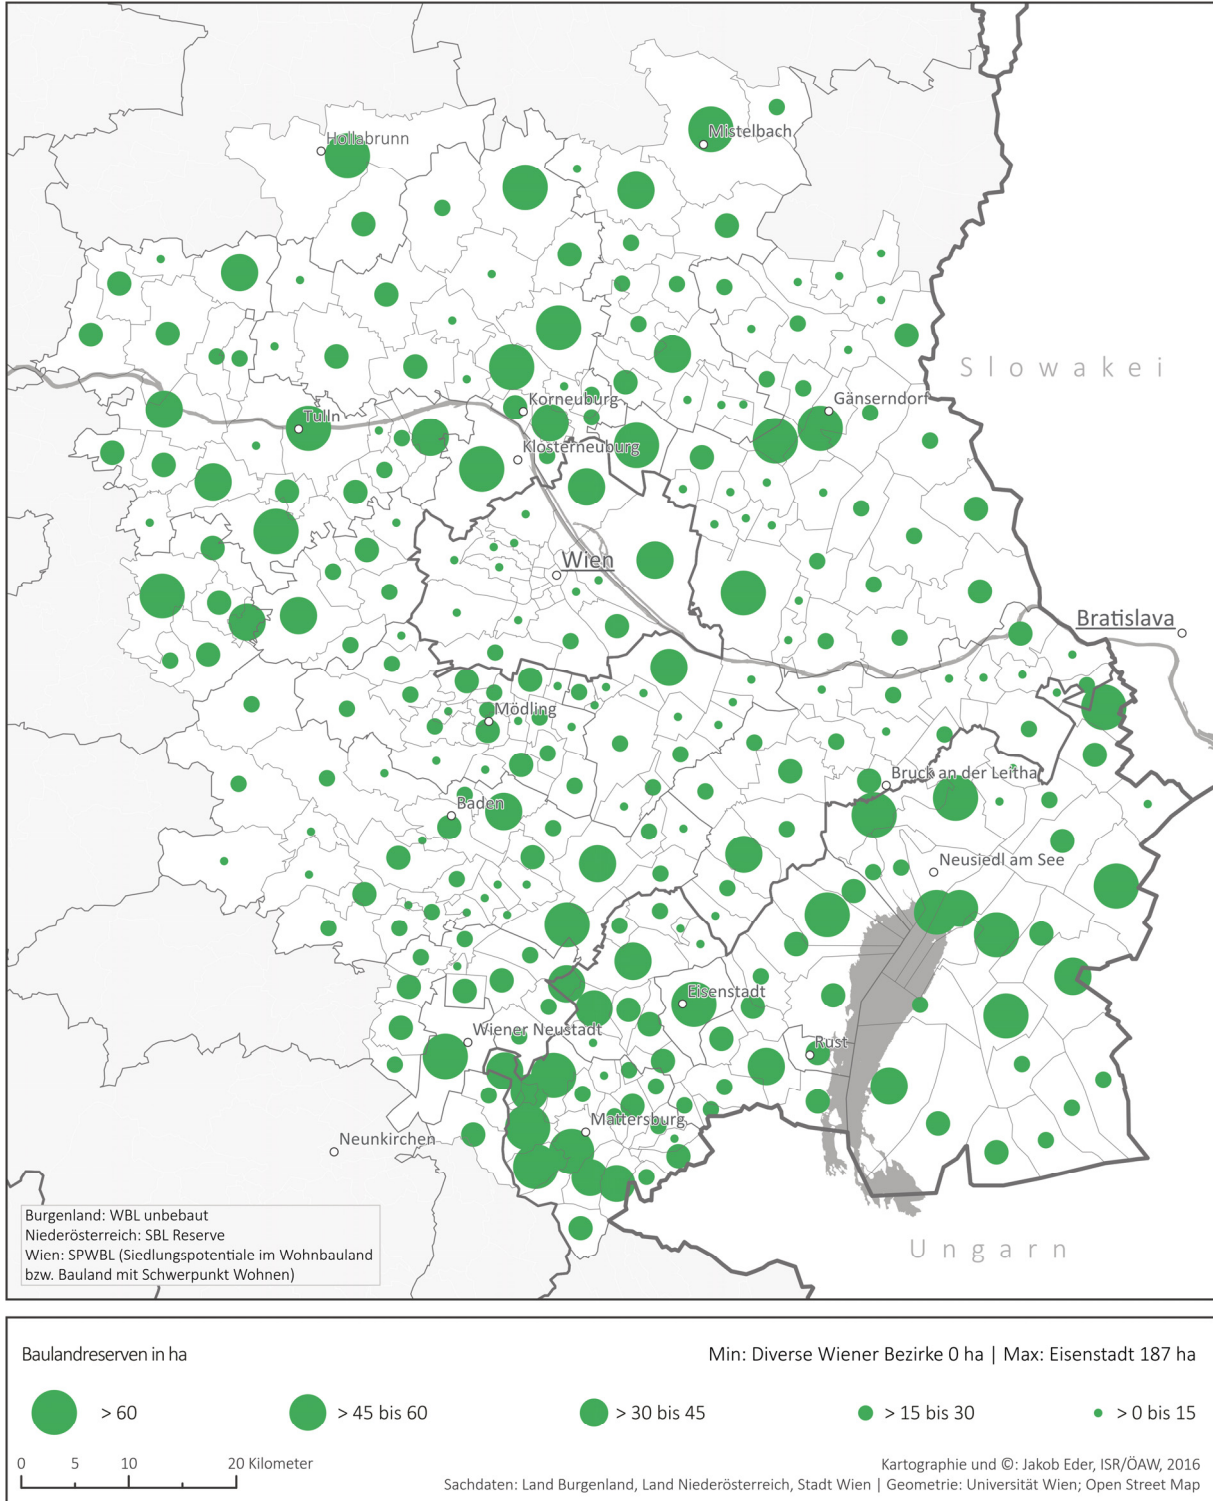 Mistelbach
Hollabrunn
Slowakei
Korneuburg
Gänserndorf
Tulln
Klosterneuburg
Wien
Bratislava
Mödling
Bruck an der Leitha
Baden
Neusiedl am See
Eisenstadt
Wiener Neustadt
Rust
Mattersburg
Neunkirchen
Ungarn
Burgenland: WBL unbebaut
Niederösterreich: SBL Reserve
Wien: SPWBL (Siedlungspotentiale im Wohnbauland
bzw. Bauland mit Schwerpunkt Wohnen)
Baulandreserven in ha
Min: Diverse Wiener Bezirke 0 ha | Max: Eisenstadt 187 ha
> 60
> 45 bis 60
> 30 bis 45
> 15 bis 30
> 0 bis 15
0 5 10 20 Kilometer
Kartographie und ©: Jakob Eder, ISR/ÖAW, 2016
Sachdaten: Land Burgenland, Land Niederösterreich, Stadt Wien | Geometrie: Universität Wien; Open Street Map